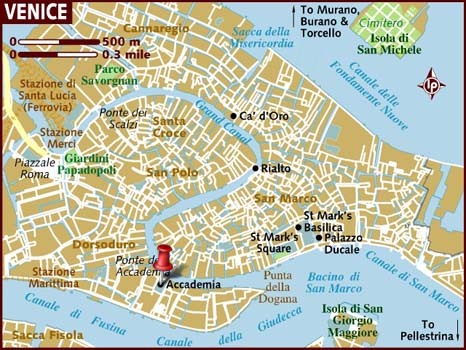 VENICE
500 m
0.3 mile
Cannaregio
Sacca della
Misericordia
To Murano,
Burano &
Torcello
Cimitero
Isola di
San Michele
Canale delle
Fondamente Nuove
up
Parco
Savorgnan
Stazione di
Santa Lucia
(Ferrovia)
Ponte dei
Scalzi
Grand Canal
Ca' d'Oro
Santa
Croce
Stazione
Merci
Piazzale
Roma
Giardini
Papadopoli
San Polo
Rialto
San Marco
St Mark's
Basilica
St Mark's
Square
Palazzo
Ducale
Dorsoduro
Ponte de
Accademia
Accademia
Stazione
Marittima
Punta
della
Dogana
Bacino di
San Marco
Canale di San Marco
Canale di Fusina
Canale della Giudecca
Sacca Fisola
Isola di San
Giorgio
Maggiore
To
Pellestrina